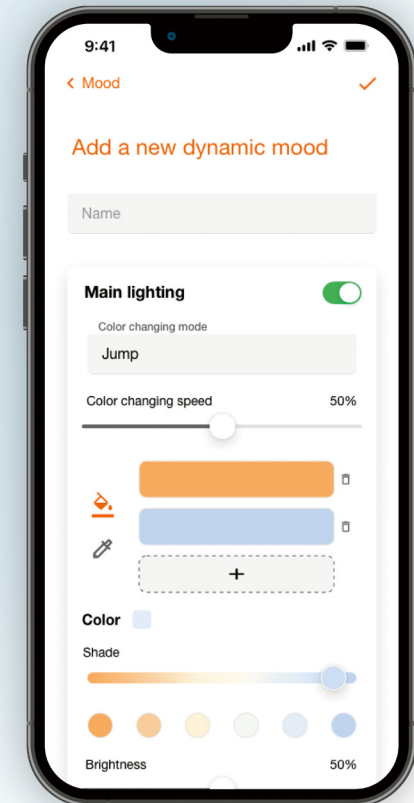 9:41
Mood
Add a new dynamic mood
Name
Main lighting
Color changing mode
Jump
Color changing speed 50%
+
Color
Shade
Brightness 50%